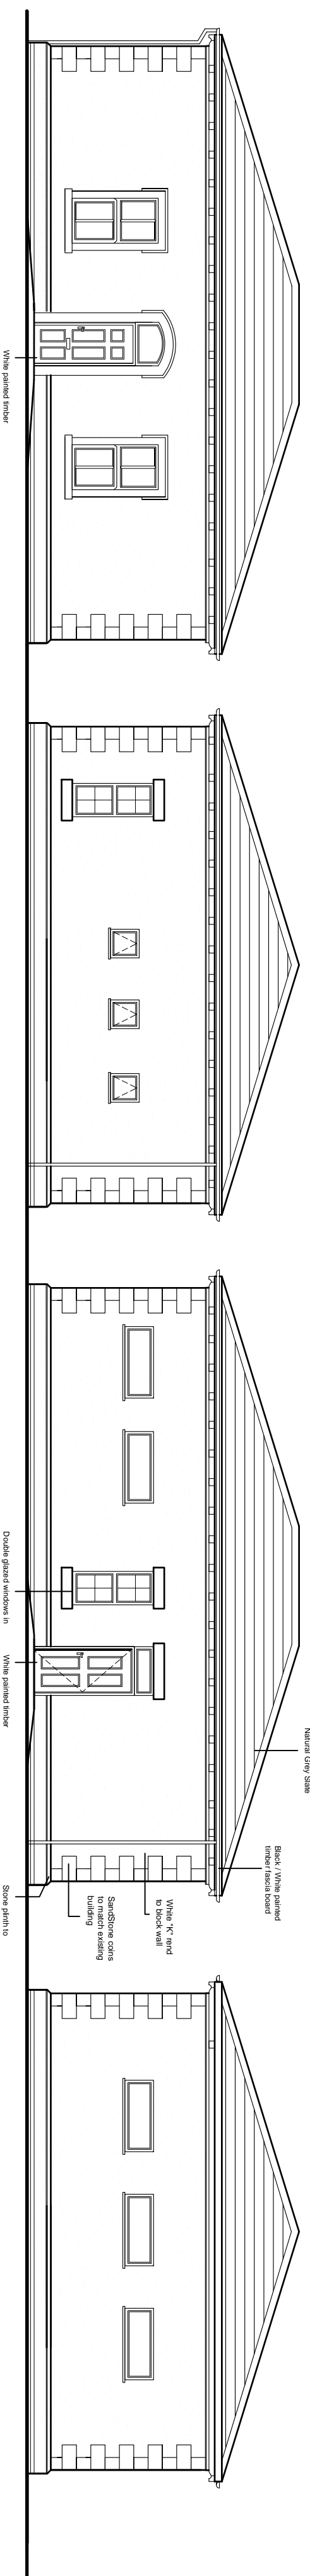 White painted timber
Double glazed windows in
White painted timber
Natural Grey Slate
Black / White painted
timber fascia board
White "K" rend
to block wall
SandStone coins
to match existing
building
Stone plinth to